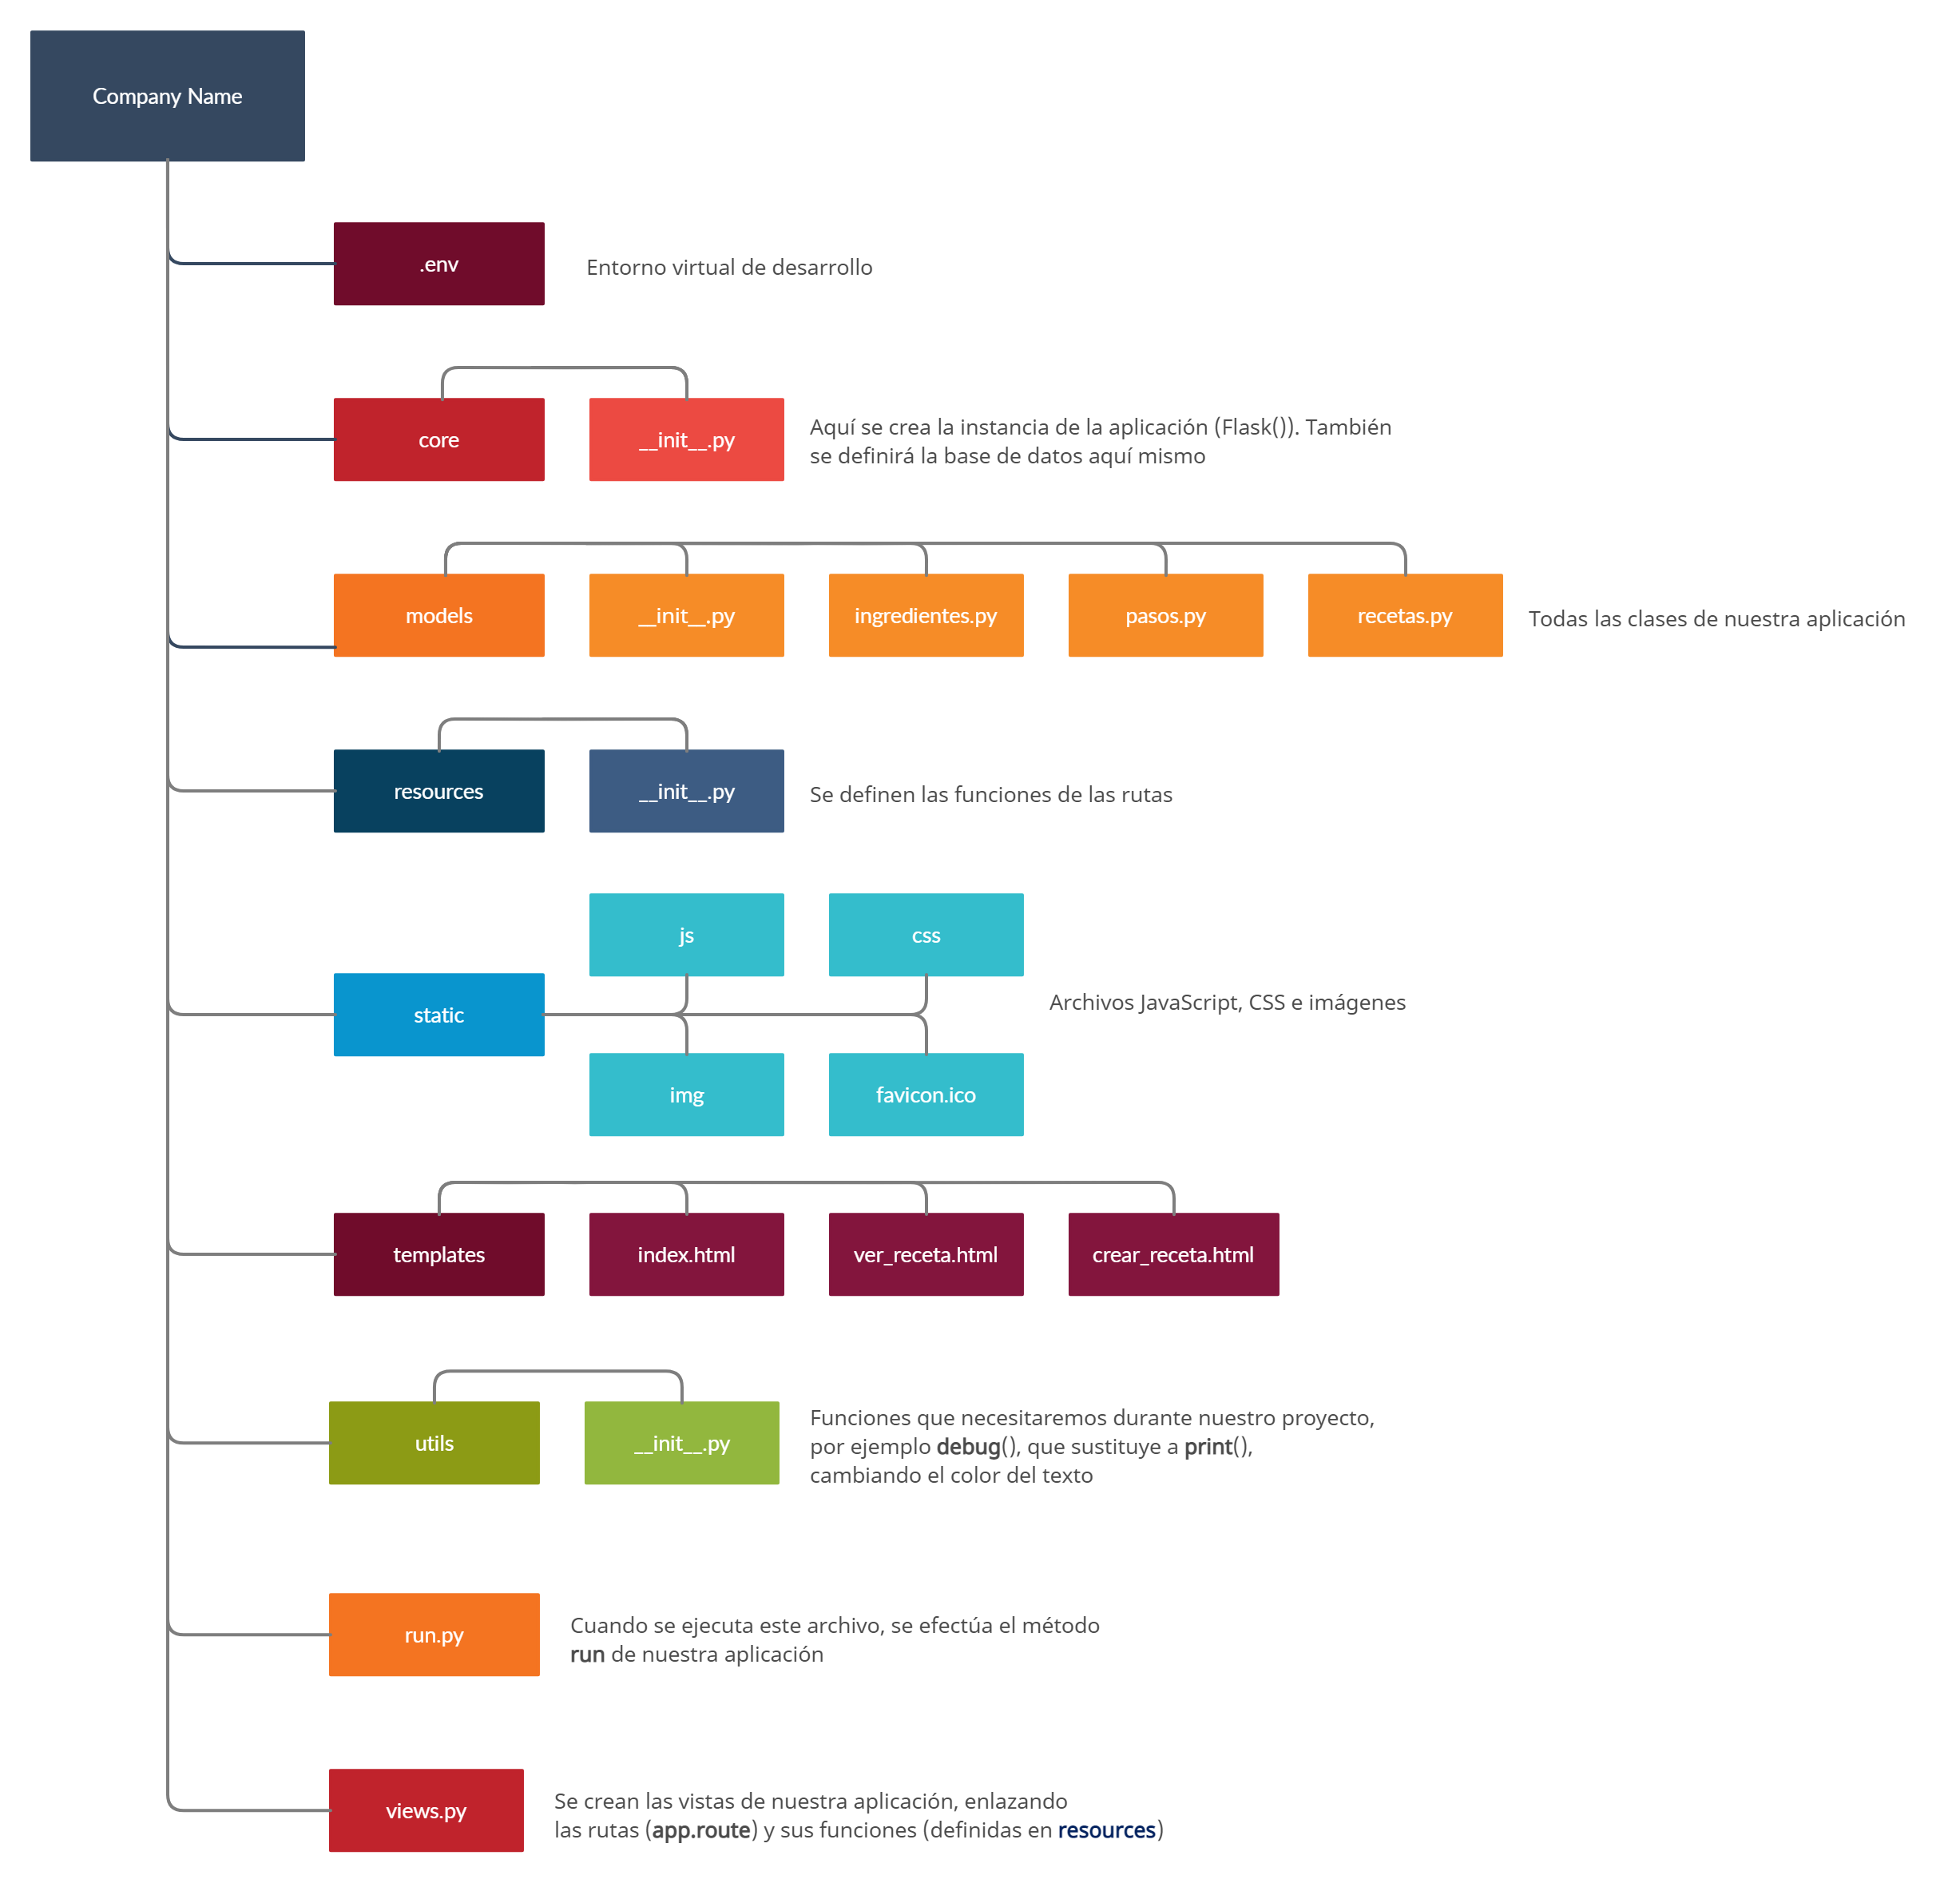 Company Name
.env
Entorno virtual de desarrollo
core
__init__.py
Aquí se crea la instancia de la aplicación (Flask()). También
se definirá la base de datos aquí mismo
models
__init__.py
ingredientes.py
pasos.py
recetas.py
Todas las clases de nuestra aplicación
resources
__init__.py
Se definen las funciones de las rutas
js
css
static
Archivos JavaScript, CSS e imágenes
img
favicon.ico
templates
index.html
ver_receta.html
crear_receta.html
utils
__init__.py
Funciones que necesitaremos durante nuestro proyecto,
por ejemplo debug(), que sustituye a print(),
cambiando el color del texto
run.py
Cuando se ejecuta este archivo, se efectúa el método
run de nuestra aplicación
views.py
Se crean las vistas de nuestra aplicación, enlazando
las rutas (app.route) y sus funciones (definidas en resources)